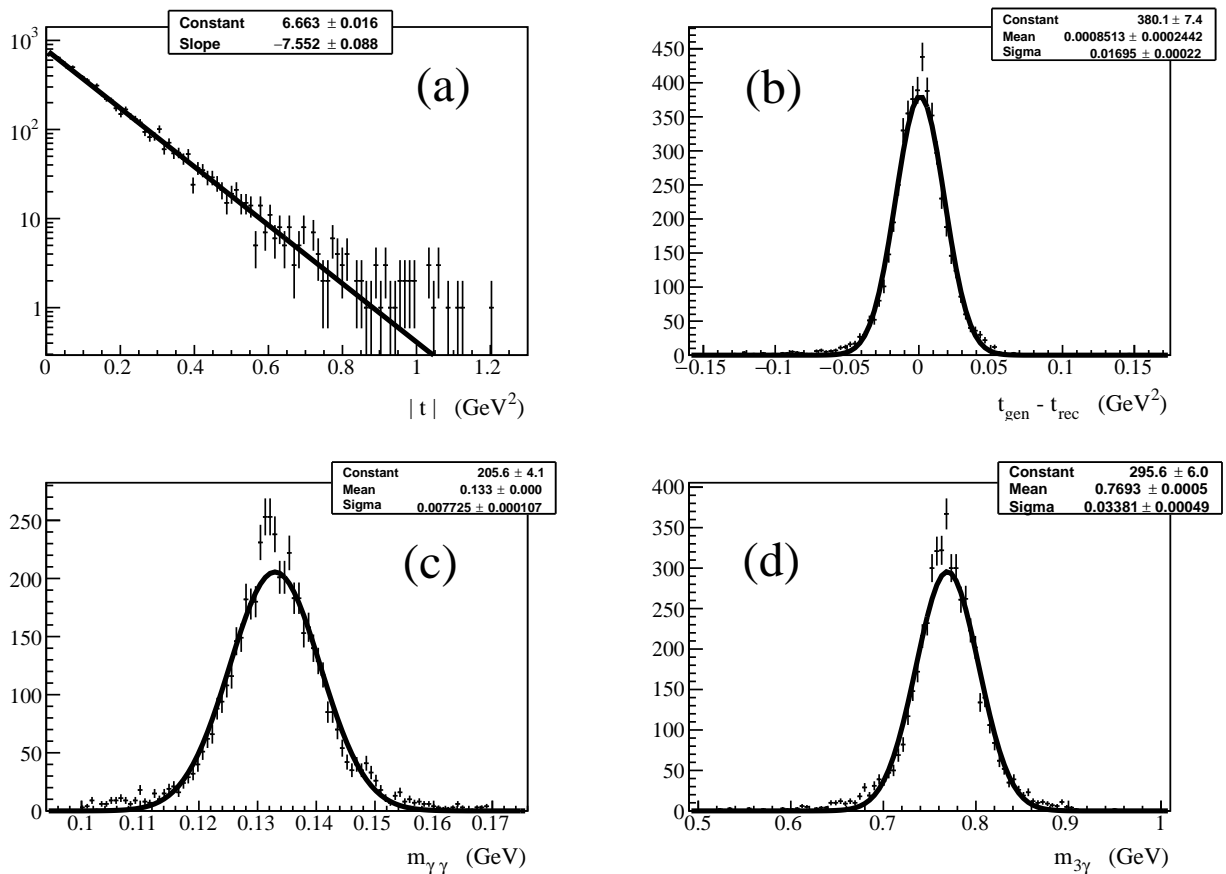 Constant 6.663 ± 0.016
Slope −7.552 ± 0.088
10³
10²
10
1
(a)
0 0.2 0.4 0.6 0.8 1 1.2
| t | (GeV²)
Constant 380.1 ± 7.4
Mean 0.0008513 ± 0.0002442
Sigma 0.01695 ± 0.00022
450
400
350
300
250
200
150
100
50
0
(b)
−0.15 −0.1 −0.05 0 0.05 0.1 0.15
t_gen - t_rec (GeV²)
Constant 205.6 ± 4.1
Mean 0.133 ± 0.000
Sigma 0.007725 ± 0.000107
250
200
150
100
50
0
(c)
0.1 0.11 0.12 0.13 0.14 0.15 0.16 0.17
m_γ γ (GeV)
Constant 295.6 ± 6.0
Mean 0.7693 ± 0.0005
Sigma 0.03381 ± 0.00049
400
350
300
250
200
150
100
50
0
(d)
0.5 0.6 0.7 0.8 0.9 1
m_3γ (GeV)